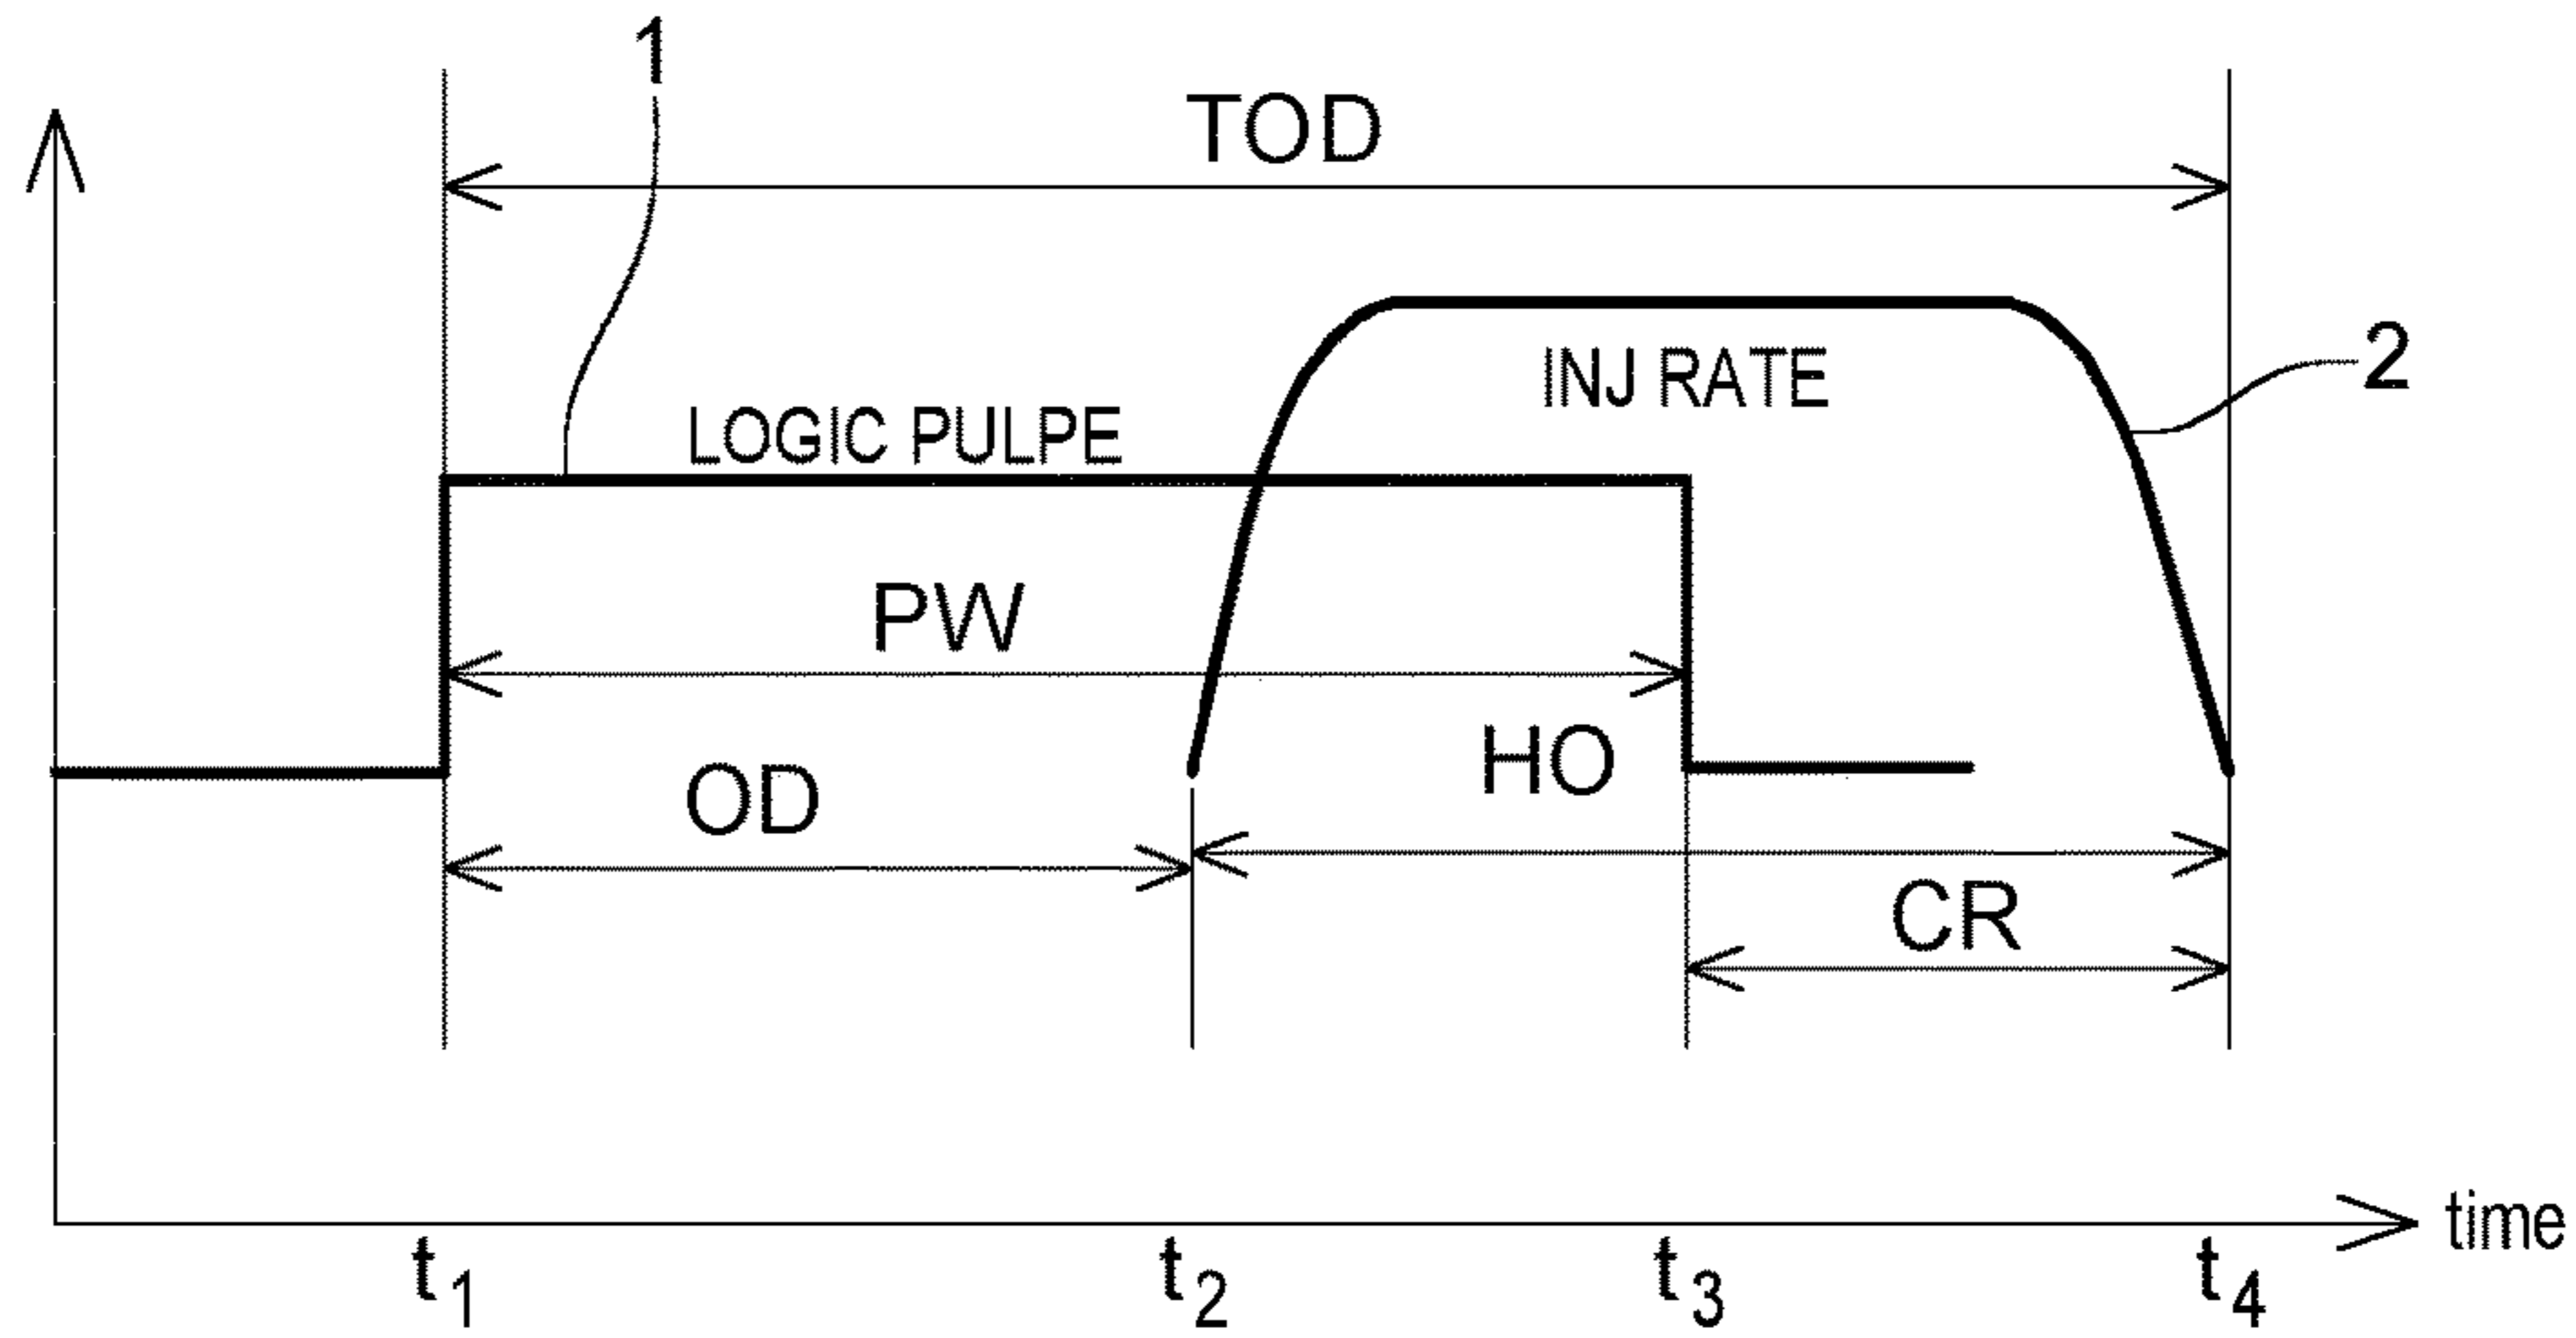 1
TOD
INJ RATE
2
LOGIC PULPE
PW
HO
OD
CR
time
t1
t2
t3
t4